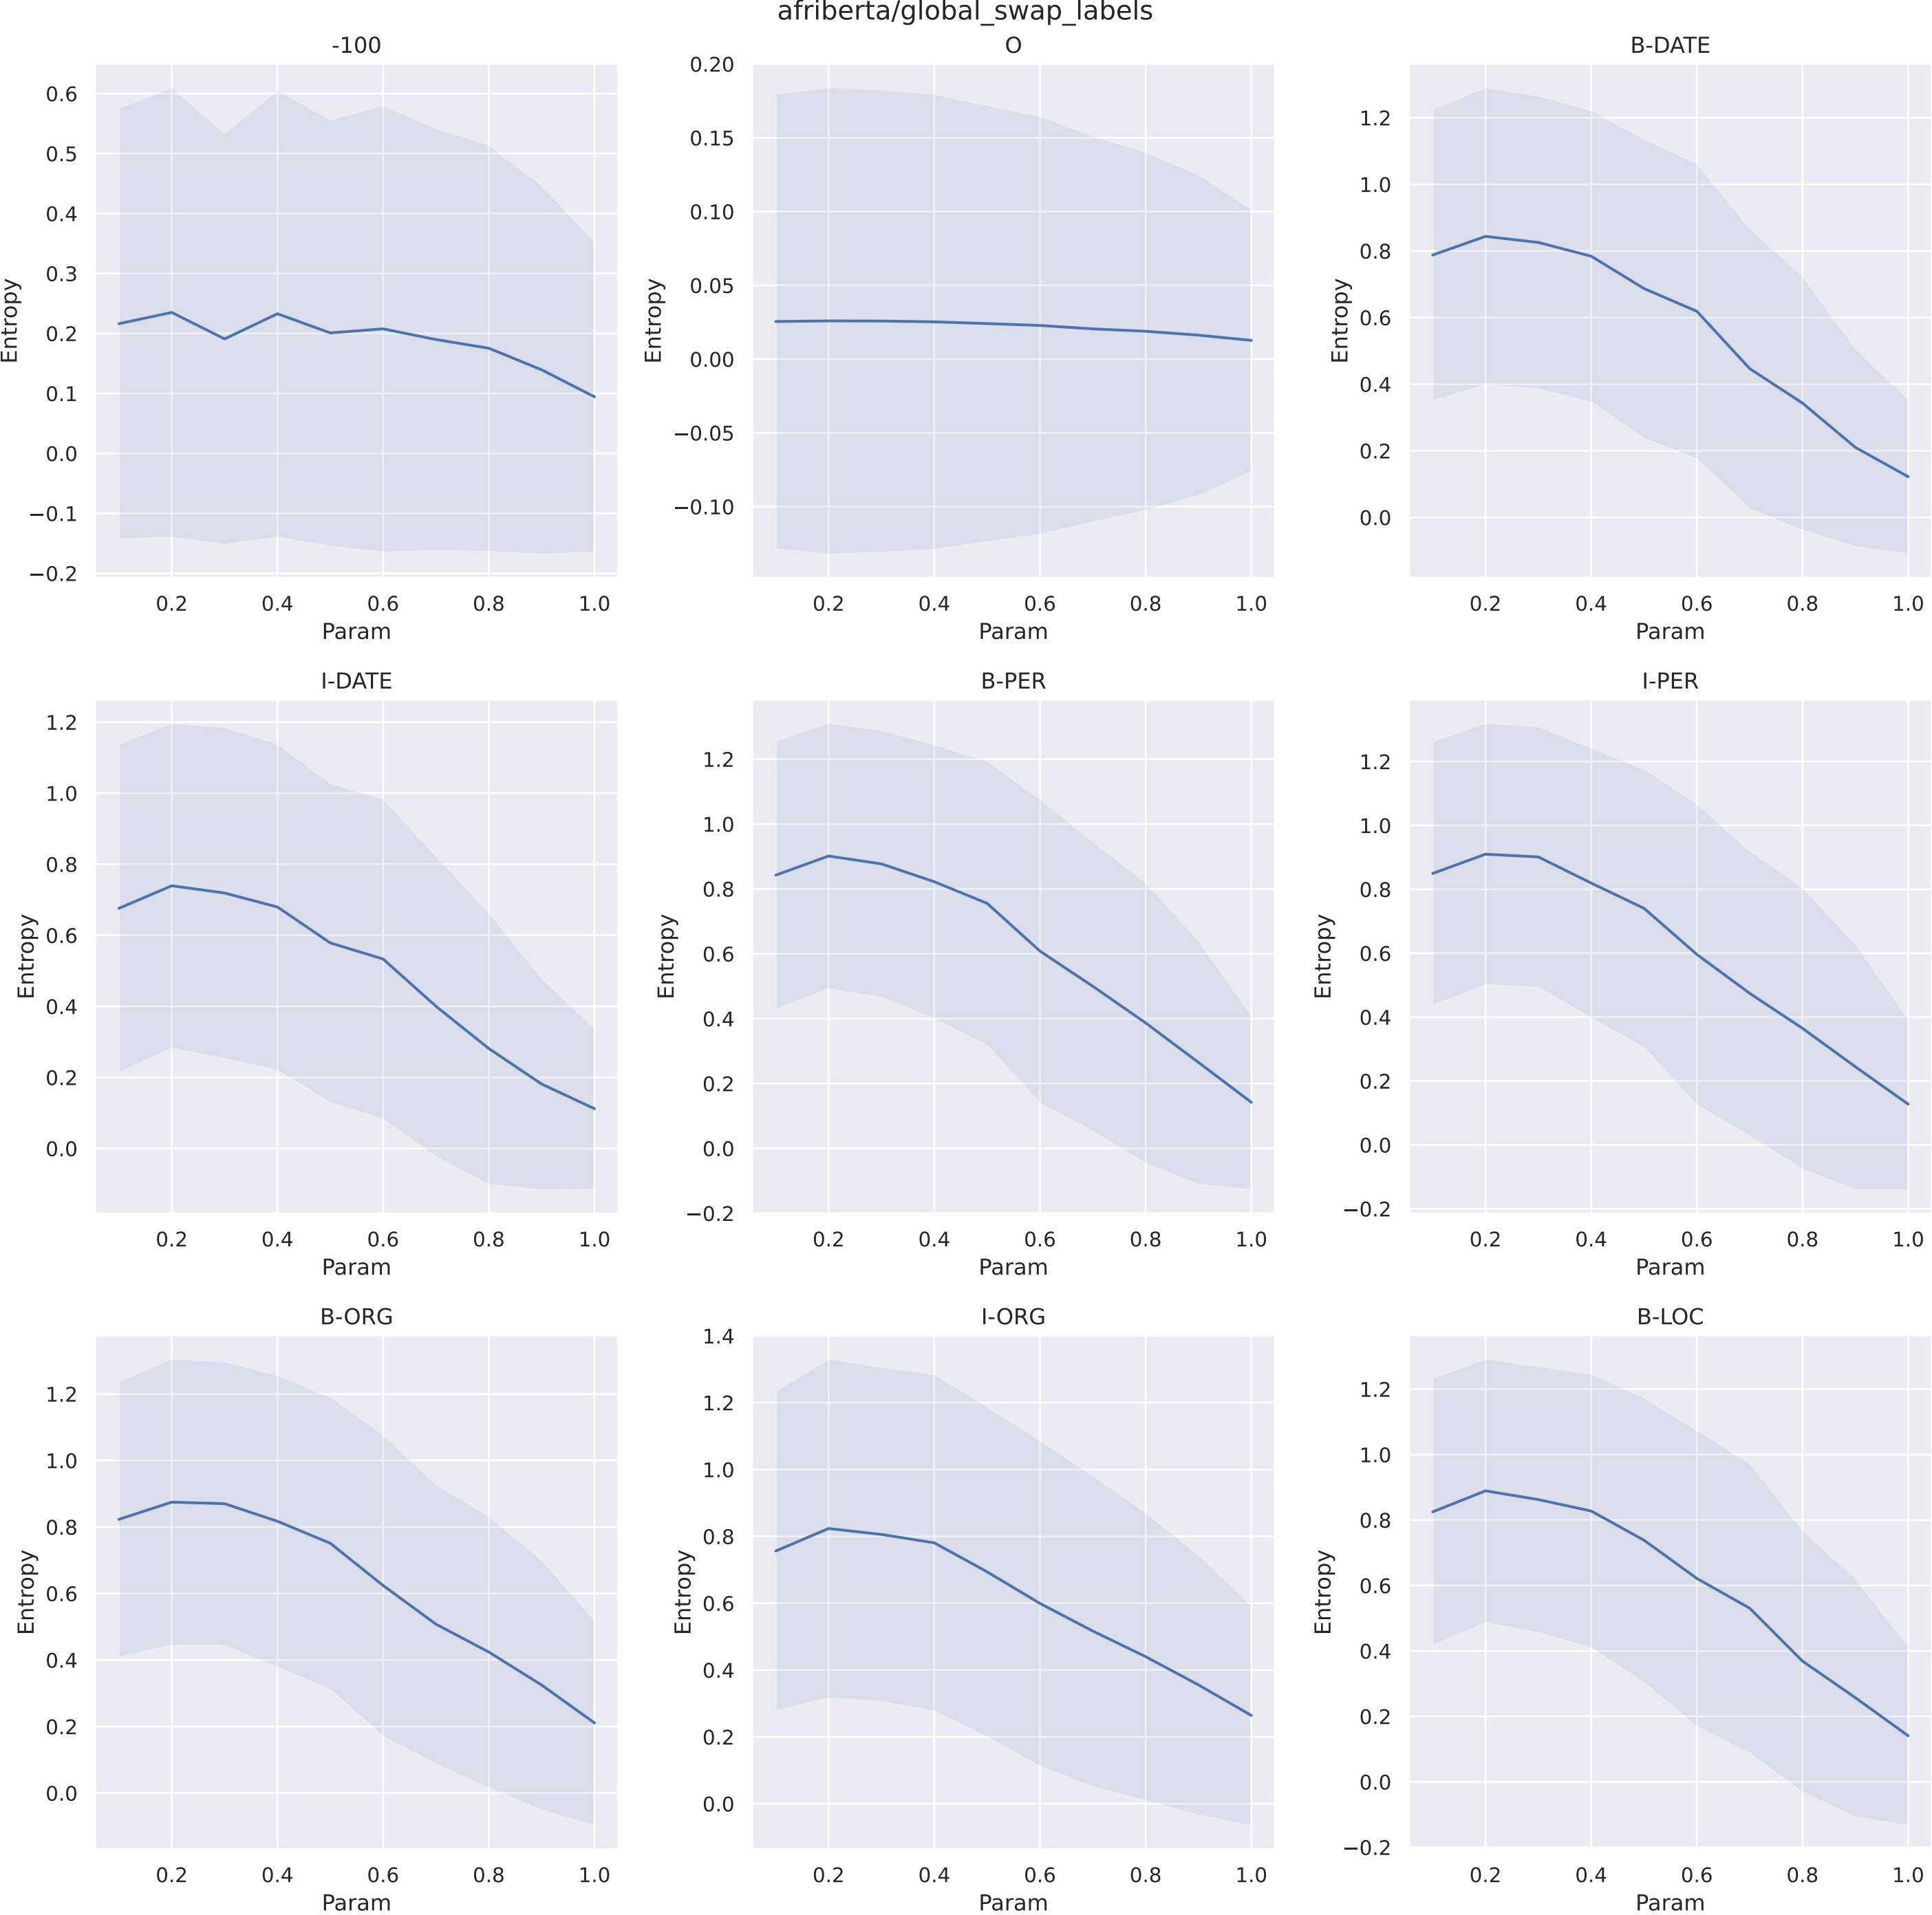 afriberta/global_swap_labels
-100
O
B-DATE
0.6
0.5
0.4
0.3
0.2
0.1
0.0
−0.1
−0.2
Entropy
0.2 0.4 0.6 0.8 1.0
Param
0.20
0.15
0.10
0.05
0.00
−0.05
−0.10
Entropy
0.2 0.4 0.6 0.8 1.0
Param
1.2
1.0
0.8
0.6
0.4
0.2
0.0
Entropy
0.2 0.4 0.6 0.8 1.0
Param
I-DATE
B-PER
I-PER
1.2
1.0
0.8
0.6
0.4
0.2
0.0
Entropy
0.2 0.4 0.6 0.8 1.0
Param
1.2
1.0
0.8
0.6
0.4
0.2
0.0
−0.2
Entropy
0.2 0.4 0.6 0.8 1.0
Param
1.2
1.0
0.8
0.6
0.4
0.2
0.0
−0.2
Entropy
0.2 0.4 0.6 0.8 1.0
Param
B-ORG
I-ORG
B-LOC
1.2
1.0
0.8
0.6
0.4
0.2
0.0
Entropy
0.2 0.4 0.6 0.8 1.0
Param
1.4
1.2
1.0
0.8
0.6
0.4
0.2
0.0
Entropy
0.2 0.4 0.6 0.8 1.0
Param
1.2
1.0
0.8
0.6
0.4
0.2
0.0
−0.2
Entropy
0.2 0.4 0.6 0.8 1.0
Param